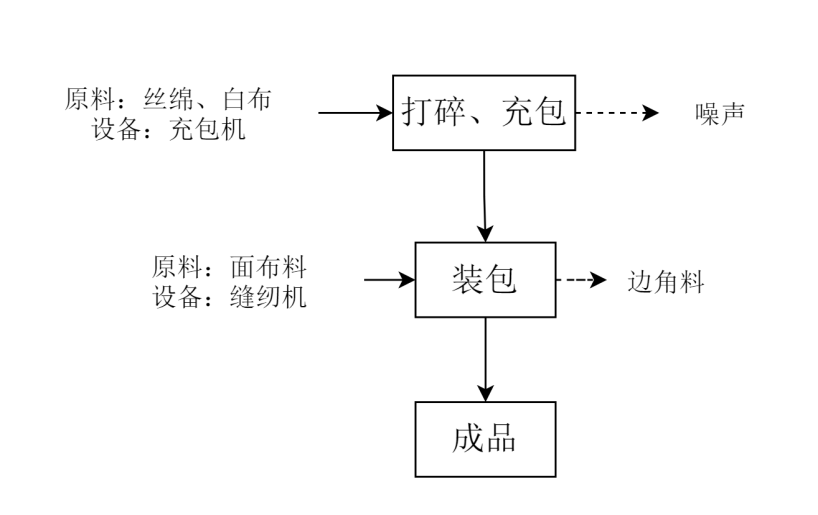 原料：丝绵、白布
设备：充包机
打碎、充包
噪声
原料：面布料
设备：缝纫机
装包
边角料
成品